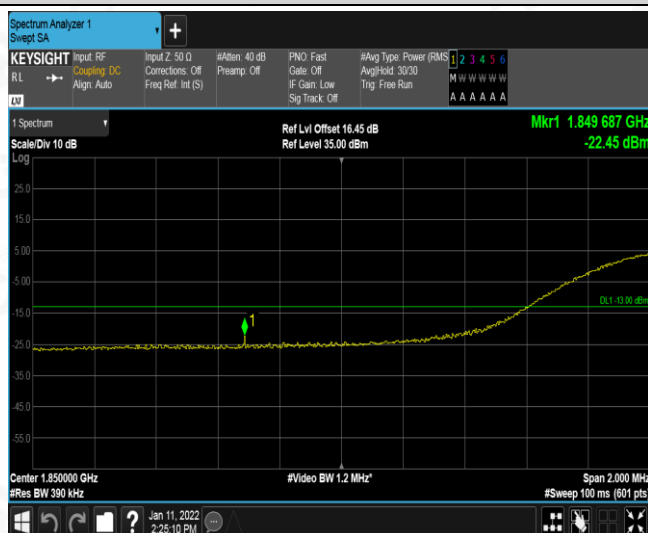 Spectrum Analyzer 1
Swept SA
+
KEYSIGHT
RL
LXI
Input: RF
Coupling: DC
Align: Auto
Input Z: 50 Ω
Corrections: Off
Freq Ref: Int (S)
#Atten: 40 dB
Preamp: Off
PNO: Fast
Gate: Off
IF Gain: Low
Sig Track: Off
#Avg Type: Power (RMS
Avg|Hold: 30/30
Trig: Free Run
1 2 3 4 5 6
M W W W W W
A A A A A A
1 Spectrum
Scale/Div 10 dB
Log
Ref Lvl Offset 16.45 dB
Ref Level 35.00 dBm
Mkr1 1.849 687 GHz
-22.45 dBm
25.0
15.0
5.00
-5.00
-15.0
-25.0
-35.0
-45.0
-55.0
1
DL1 -13.00 dBm
Center 1.850000 GHz
#Res BW 390 kHz
#Video BW 1.2 MHz*
Span 2.000 MHz
#Sweep 100 ms (601 pts)
?
Jan 11, 2022
2:25:10 PM